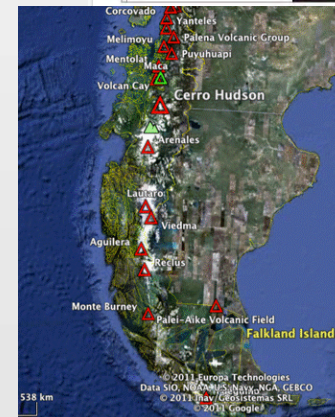 Corcovado
Yanteles
Melimoyu
Palena Volcanic Group
Mentolat
Puyuhuapi
Maca
Volcan Cay
Cerro Hudson
Arenales
Lautaro
Viedma
Aguilera
Reclus
Monte Burney
Palei-Aike Volcanic Field
Falkland Island
© 2011 Europa Technologies
Data SIO, NOAA, U.S. Navy, NGA, GEBCO
© 2011 Inav/Geosistemas SRL
538 km
© 2011 Google